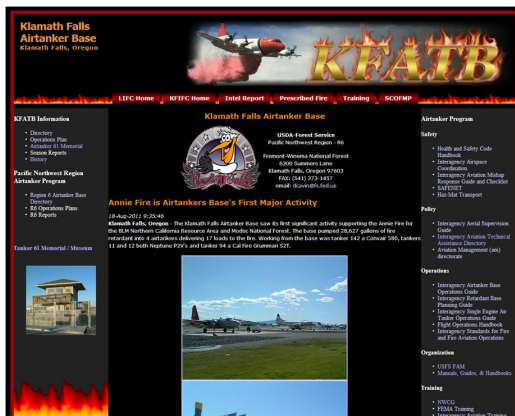 Klamath Falls
Airtanker Base
Klamath Falls, Oregon
KFATB
LIFC Home
KFIFC Home
Intel Report
Prescribed Fire
Training
SCOFMP
KFATB Information
Directory
Operations Plan
Airtanker 61 Memorial
Season Reports
History
Pacific Northwest Region
Airtanker Program
Region 6 Airtanker Base
Directory
R6 Operations Plans
R6 Reports
Tanker 61 Memorial / Museum
Klamath Falls Airtanker Base
USDA-Forest Service
Pacific Northwest Region - R6
Fremont-Winema National Forest
6300 Summers Lane
Klamath Falls, Oregon 97603
FAX: (541) 273-1457
email: dcavin@fs.fed.us
Annie Fire is Airtankers Base's First Major Activity
18-Aug-2011 9:35:46
Klamath Falls, Oregon - The Klamath Falls Airtanker Base saw its first significant activity supporting the Annie Fire for
the BLM Northern California Resource Area and Modoc National Forest. The base pumped 28,627 gallons of fire
retardant into 4 airtankers delivering 17 loads to the fire. Working from the base was tanker 142 a Convair 580, tankers
11 and 12 both Neptune P2V's and tanker 94 a Cal Fire Grumman S2T.
Airtanker Program
Safety
Health and Safety Code
Handbook
Interagency Airspace
Coordination
Interagency Aviation Mishap
Response Guide and Checklist
SAFENET
Haz-Mat Transport
Policy
Interagency Aerial Supervision
Guide
Interagency Aviation Technical
Assistance Directory
Aviation Management (am)
directorate
Operations
Interagency Airtanker Base
Operations Guide
Interagency Retardant Base
Planning Guide
Interagency Single Engine Air
Tanker Operations Guide
Flight Operations Handbook
Interagency Standards for Fire
and Fire Aviation Operations
Organization
USFS FAM
Manuals, Guides, & Handbooks
Training
NWCG
FEMA Training
Interagency Aviation Training